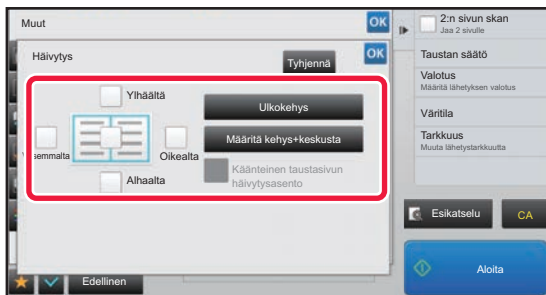 Muut
OK
Häivytys
Tyhjennä
OK
Ylhäältä
Oikealta
Alhaalta
Ulkokehys
Määritä kehys+keskusta
Käänteinen taustasivun
häivytysasento
Edellinen
2:n sivun skan
Jaa 2 sivulle
Taustan säätö
Valotus
Määritä lähetyksen valotus
Väritila
Tarkkuus
Muuta lähetystarkkuutta
Esikatselu
CA
Aloita